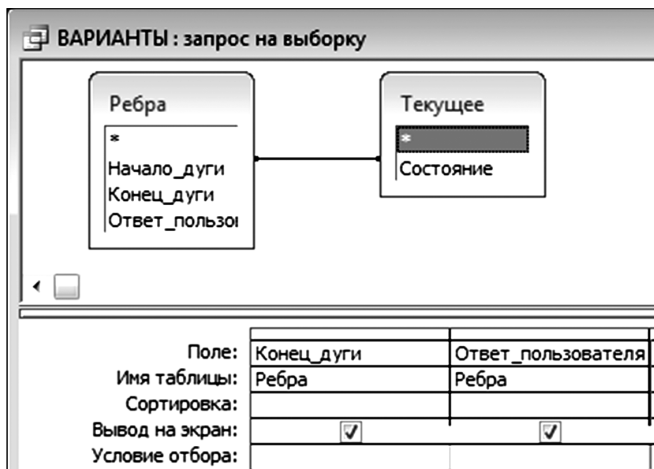 ВАРИАНТЫ : запрос на выборку
Ребра
*
Начало_дуги
Конец_дуги
Ответ_пользов
Текущее
*
Состояние
Поле: Конец_дуги Ответ_пользователя
Имя таблицы: Ребра Ребра
Сортировка:
Вывод на экран:
Условие отбора: